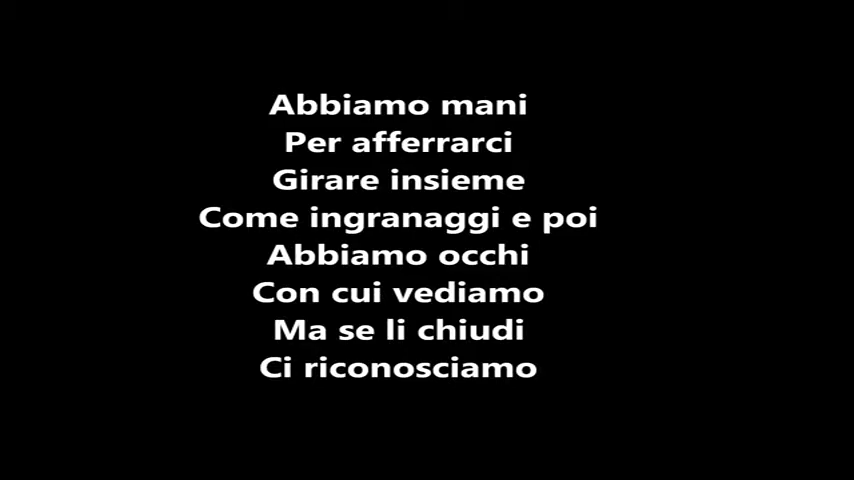 Abbiamo mani
Per afferrarci
Girare insieme
Come ingranaggi e poi
Abbiamo occhi
Con cui vediamo
Ma se li chiudi
Ci riconosciamo